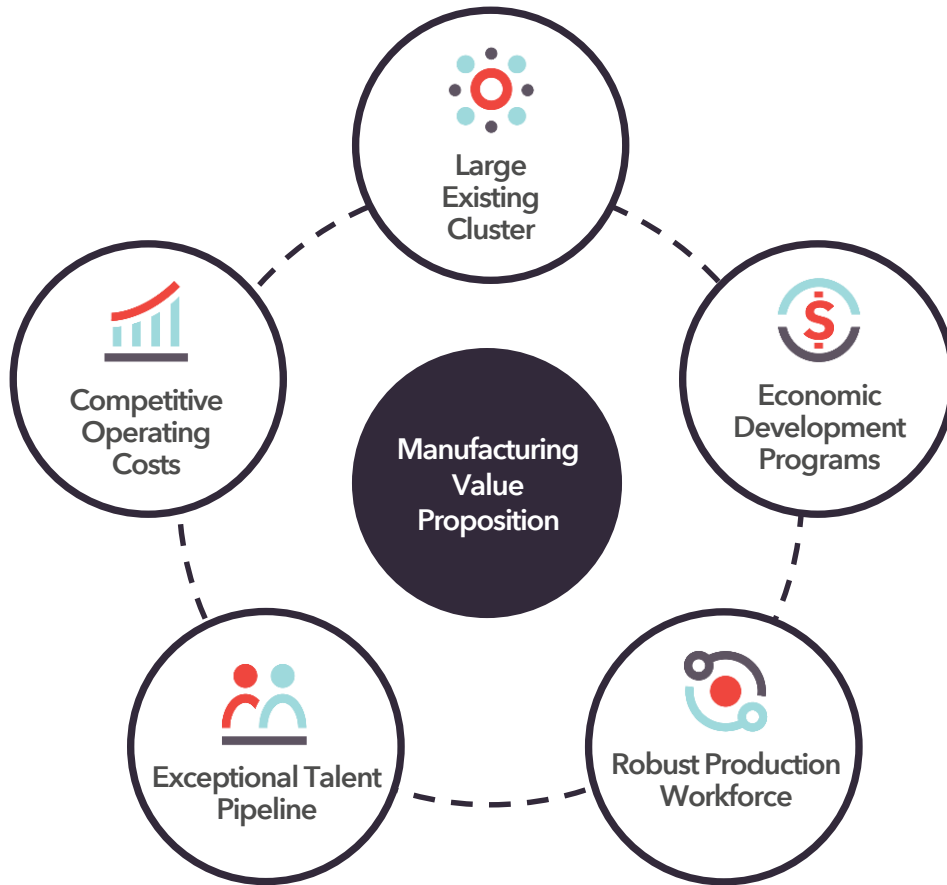 Large
Existing
Cluster
Economic
Development
Programs
Robust Production
Workforce
Exceptional Talent
Pipeline
Competitive
Operating
Costs
Manufacturing
Value
Proposition
$